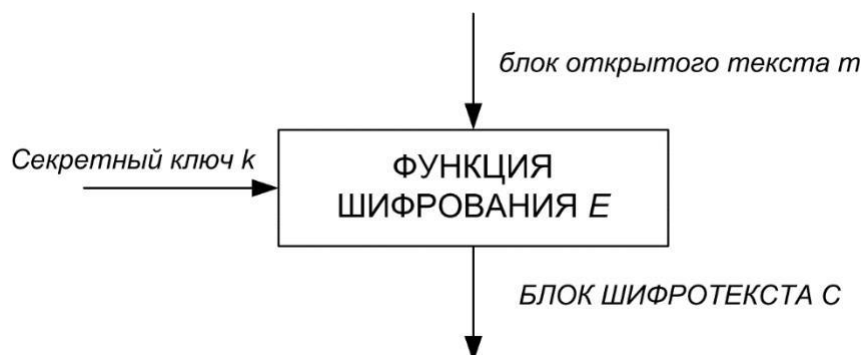 блок открытого текста m
Секретный ключ k
ФУНКЦИЯ
ШИФРОВАНИЯ E
БЛОК ШИФРОТЕКСТА C